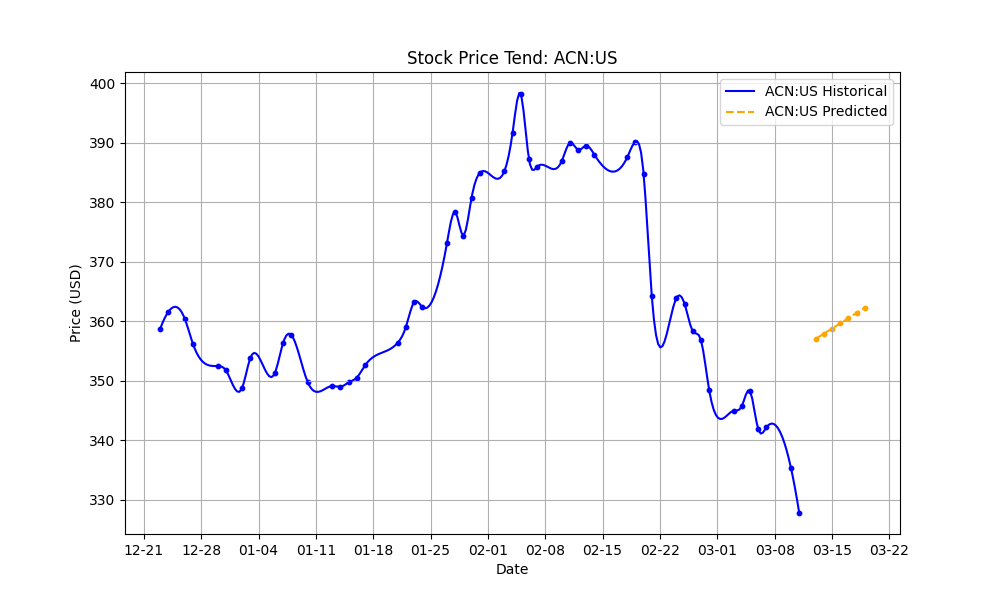 Stock Price Tend: ACN:US
ACN:US Historical
ACN:US Predicted
Price (USD)
400
390
380
370
360
350
340
330
12-21 12-28 01-04 01-11 01-18 01-25 02-01 02-08 02-15 02-22 03-01 03-08 03-15 03-22
Date